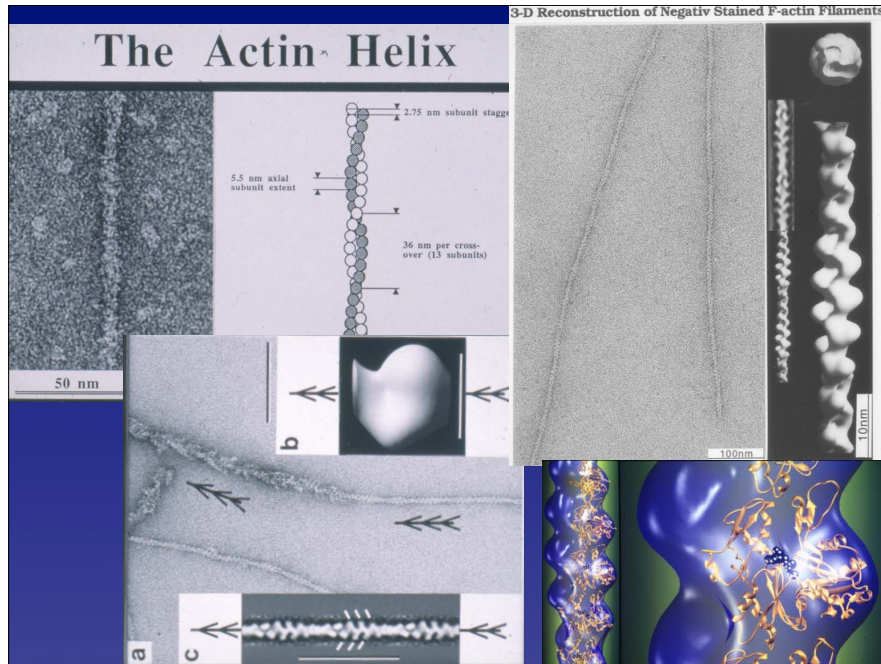 The Actin Helix
2.75 nm subunit stagge
5.5 nm axial
subunit extent
36 nm per cross-
over (13 subunits)
50 nm
3-D Reconstruction of Negativ Stained F-actin Filaments
100nm
10nm
b
a
c